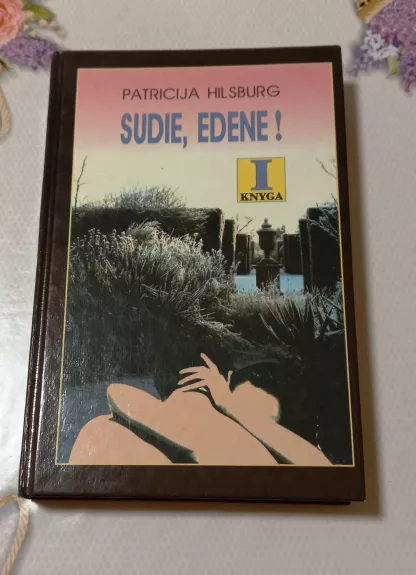 PATRICIJA HILSBURG
SUDIE, EDENE!
I
KNYGA